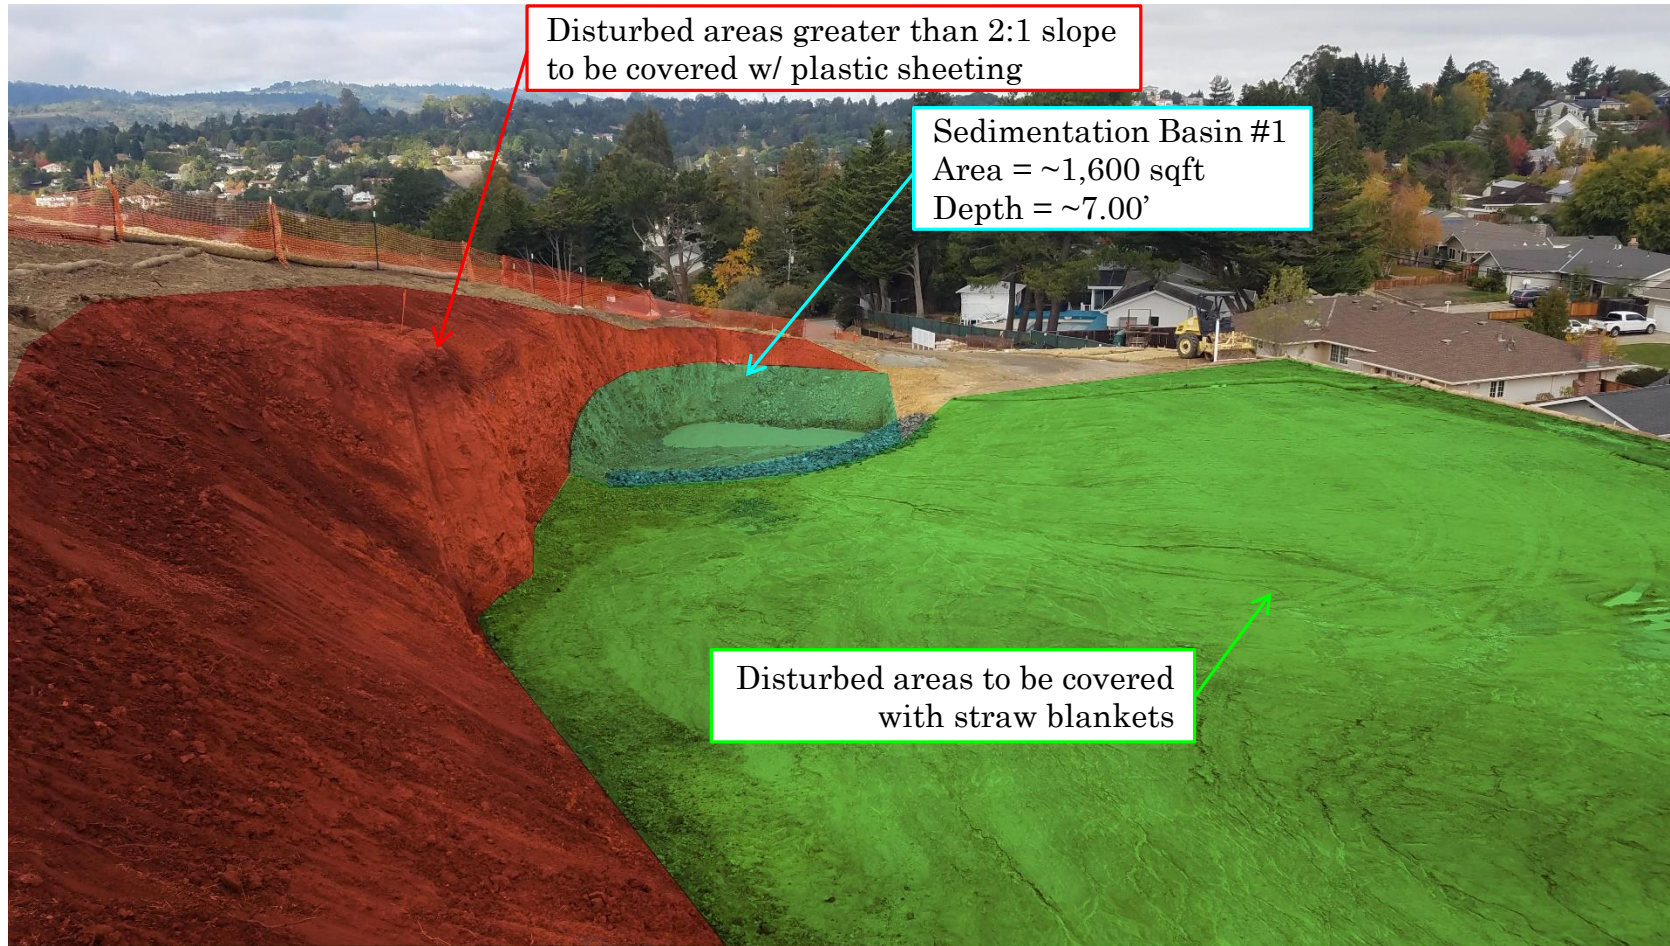 Disturbed areas greater than 2:1 slope
to be covered w/ plastic sheeting
Sedimentation Basin #1
Area = ~1,600 sqft
Depth = ~7.00’
Disturbed areas to be covered
with straw blankets